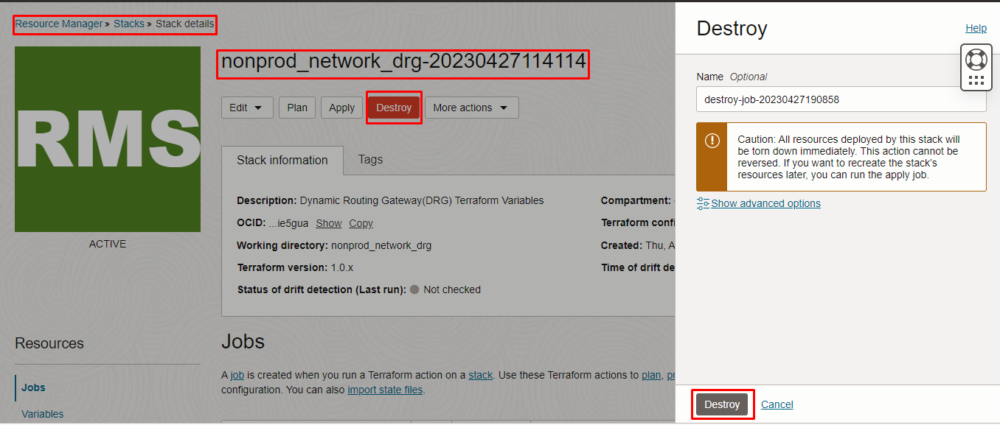 Resource Manager » Stacks » Stack details
RMS
ACTIVE
nonprod_network_drg-20230427114114
Edit Plan Apply Destroy More actions
Stack information Tags
Description: Dynamic Routing Gateway(DRG) Terraform Variables
OCID: ...ie5gua Show Copy
Working directory: nonprod_network_drg
Terraform version: 1.0.x
Status of drift detection (Last run): Not checked
Compartment:
Terraform confi
Created: Thu, A
Time of drift de
Resources
Jobs
Variables
Jobs
A job is created when you run a Terraform action on a stack. Use these Terraform actions to plan, pr
configuration. You can also import state files.
Destroy
Help
Name Optional
destroy-job-20230427190858
Caution: All resources deployed by this stack will
be torn down immediately. This action cannot be
reversed. If you want to recreate the stack's
resources later, you can run the apply job.
Show advanced options
Destroy Cancel